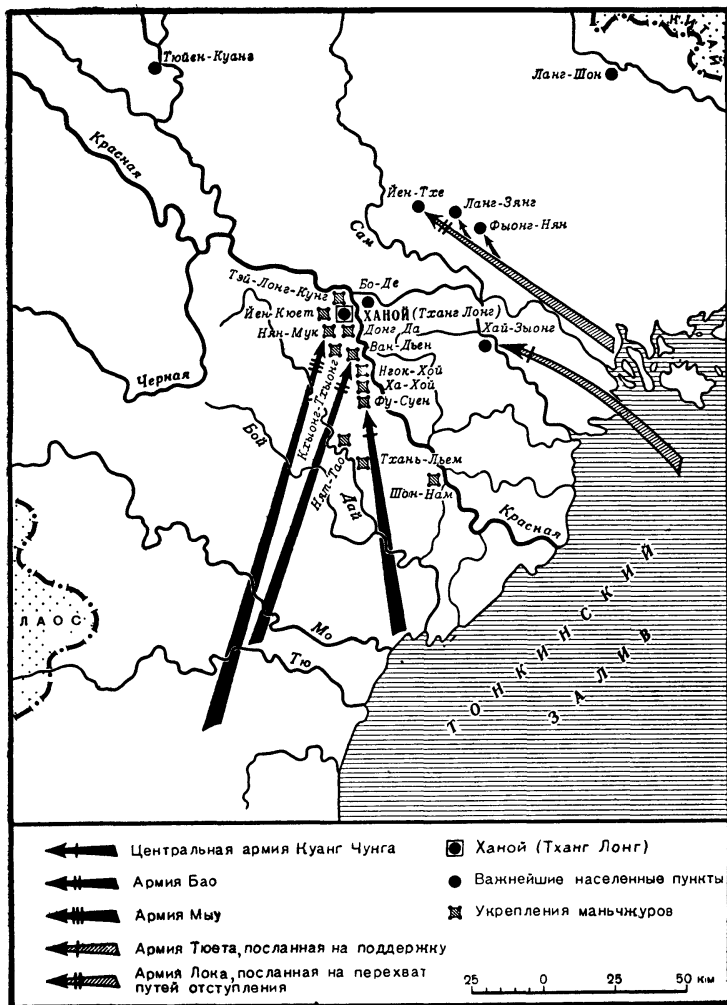 КИТАЙ
Тюйен-Куанг
Ланг-Шон
Красная
Йен-Тхе
Ланг-Зянг
Фыонг-Нян
Сам
Тэй-Лонг-Кунг
Бо-Де
Йен-Кюет
ХАНОЙ (Тханг Лонг)
Нян-Мук
Донг-Да
Хай-Зыонг
Ван-Дьен
Черная
Нгок-Хой
Кхыонг-Тхыонг
Ха-Хой
Фу-Суен
Бой
Нят-Тао
Тхань-Льем
Дай
Шон-Нам
Красная
ЛАОС
Мо
Тю
ТОНКИНСКИЙ
ЗАЛИВ
Центральная армия Куанг Чунга
Армия Бао
Армия Мыу
Армия Тюета, посланная на поддержку
Армия Лока, посланная на перехват
путей отступления
Ханой (Тханг Лонг)
Важнейшие населенные пункты
Укрепления маньчжуров
25 0 25 50 км